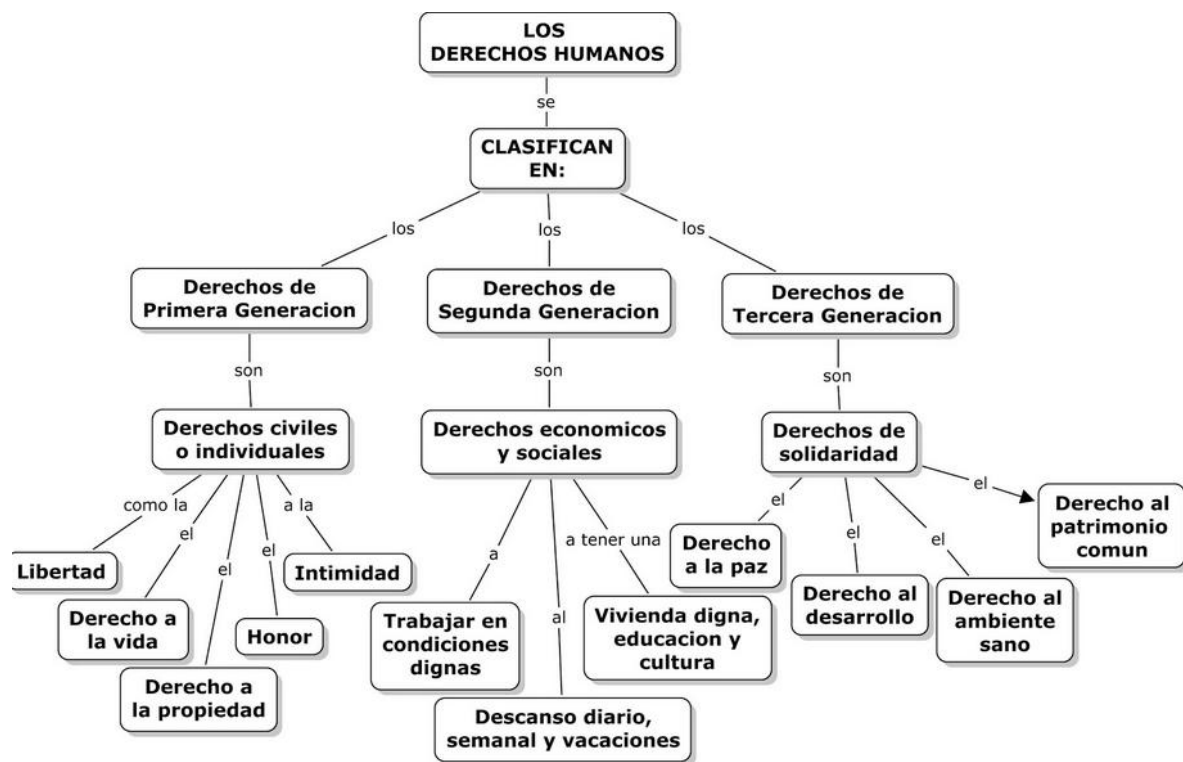 LOS
DERECHOS HUMANOS
se
CLASIFICAN
EN:
los
los
los
Derechos de
Primera Generacion
Derechos de
Segunda Generacion
Derechos de
Tercera Generacion
son
son
son
Derechos civiles
o individuales
Derechos economicos
y sociales
Derechos de
solidaridad
como la
el
el
el
a la
Libertad
Derecho a
la vida
Derecho a
la propiedad
Honor
Intimidad
a
al
a tener una
Trabajar en
condiciones
dignas
Descanso diario,
semanal y vacaciones
Vivienda digna,
educacion y
cultura
el
el
el
el
Derecho
a la paz
Derecho al
desarrollo
Derecho al
ambiente
sano
Derecho al
patrimonio
comun